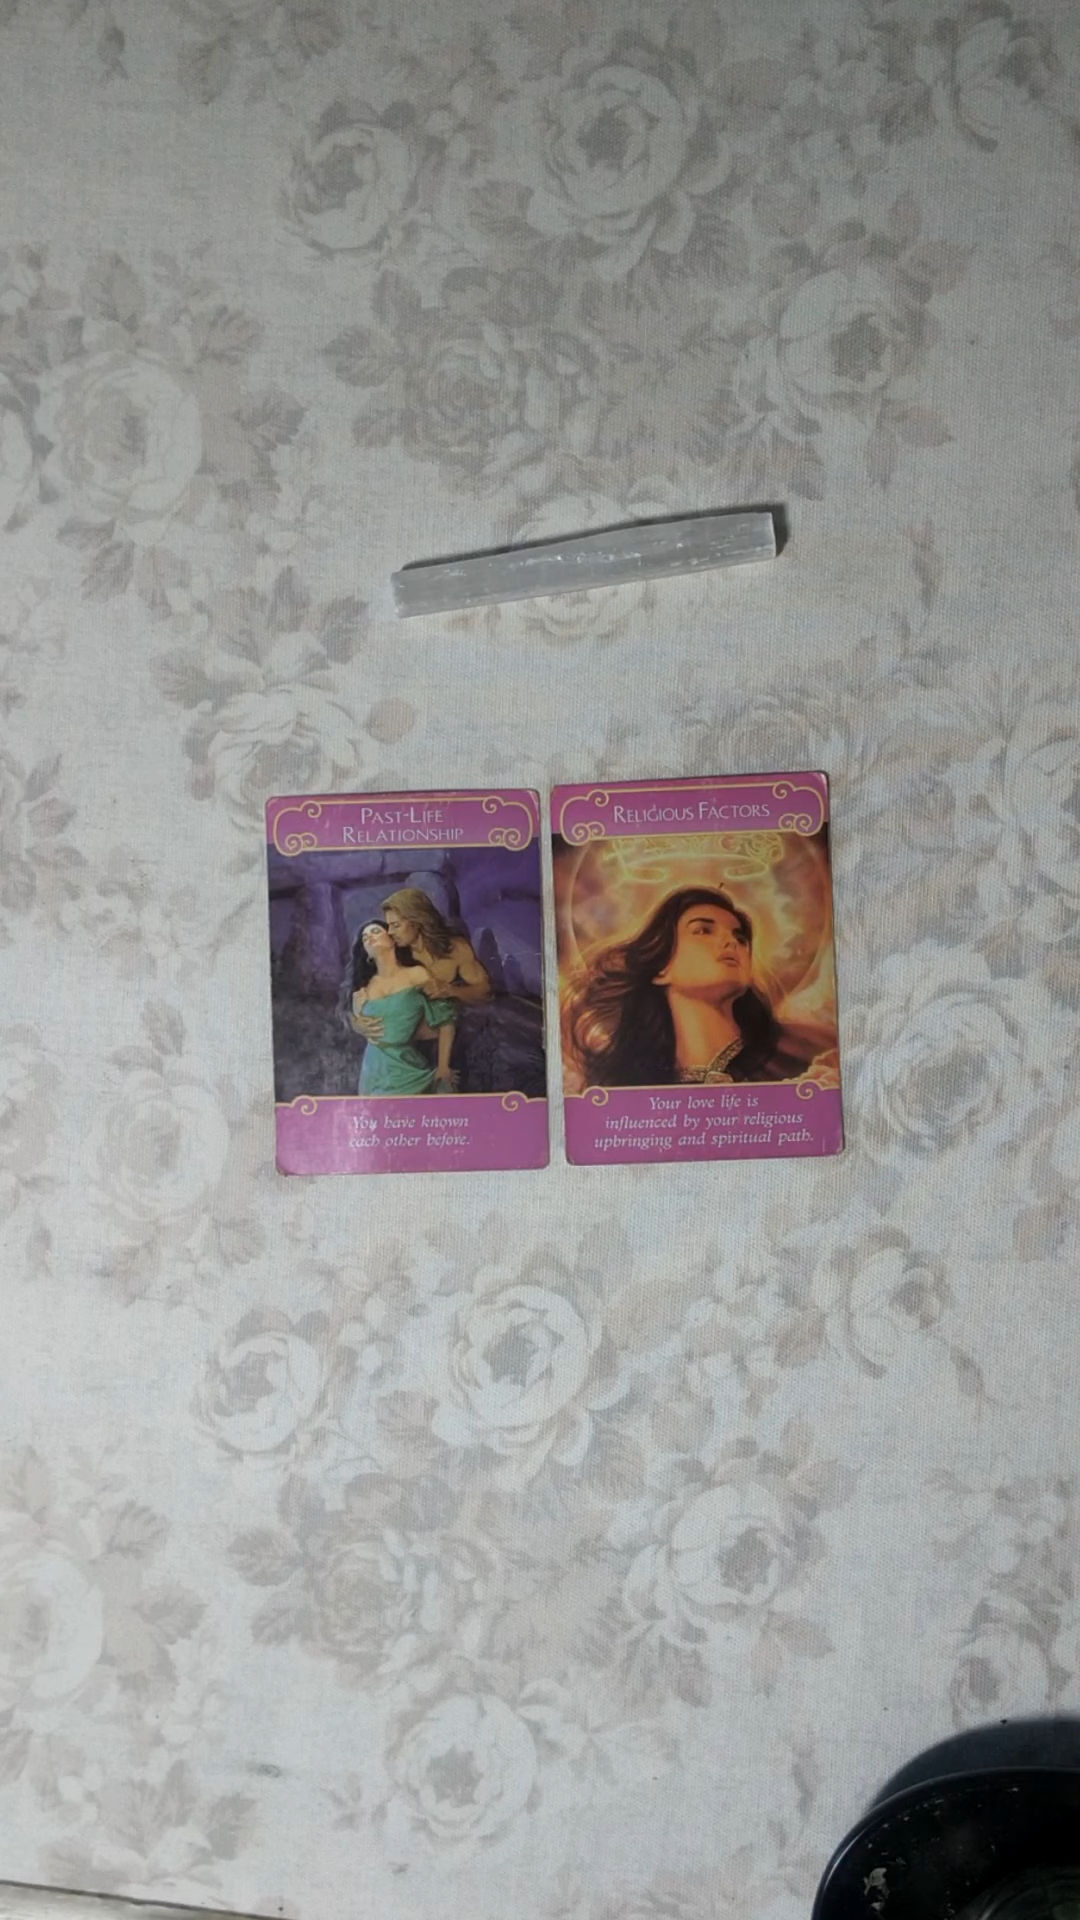 PAST-LIFE
RELATIONSHIP
You have known
each other before.
RELIGIOUS FACTORS
Your love life is
influenced by your religious
upbringing and spiritual path.